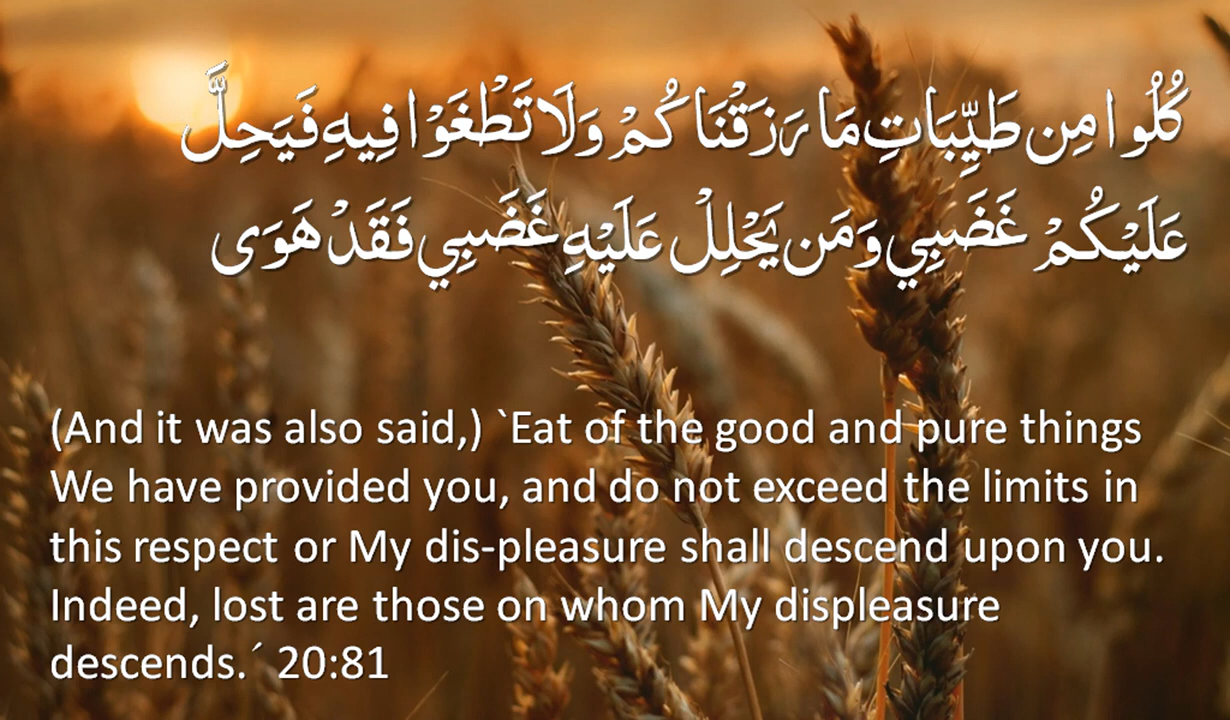 كُلُوا مِن طَيِّبَاتِ مَا رَزَقْنَاكُمْ وَلَا تَطْغَوْا فِيهِ فَيَحِلَّ
عَلَيْكُمْ غَضَبِي وَمَن يَحْلِلْ عَلَيْهِ غَضَبِي فَقَدْ هَوَى
(And it was also said,) `Eat of the good and pure things
We have provided you, and do not exceed the limits in
this respect or My dis-pleasure shall descend upon you.
Indeed, lost are those on whom My displeasure
descends.´ 20:81